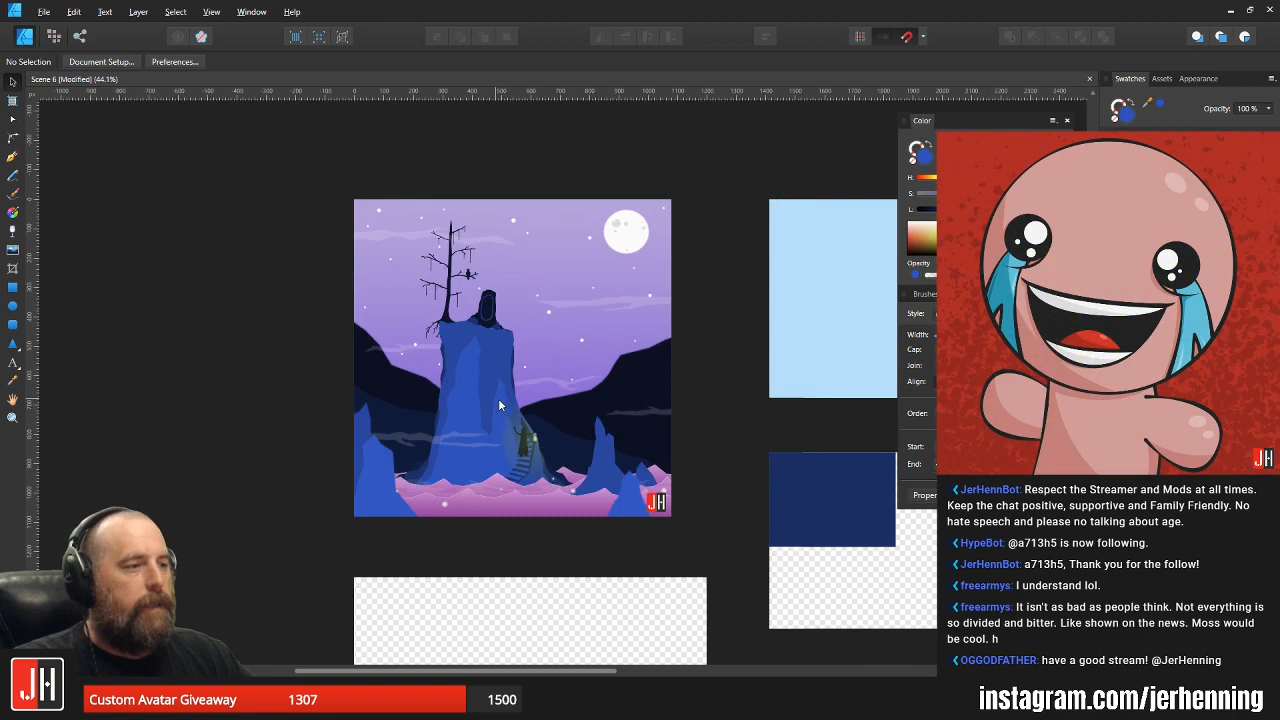 File Edit Text Layer Select View Window Help
No Selection Document Setup... Preferences...
Scene 6 [Modified] (44.1%)
Swatches Assets Appearance
Opacity: 100 %
Color
H:
S:
L:
Opacity
Brushes
Style:
Width:
Cap:
Join:
Align:
Order:
Start:
End:
Proper
JH
JH
JerHennBot: Respect the Streamer and Mods at all times.
Keep the chat positive, supportive and Family Friendly. No
hate speech and please no talking about age.
HypeBot: @a713h5 is now following.
JerHennBot: a713h5, Thank you for the follow!
freearmys: I understand lol.
freearmys: It isn't as bad as people think. Not everything is
so divided and bitter. Like shown on the news. Moss would
be cool. h
OGGODFATHER: have a good stream! @JerHenning
JH
Custom Avatar Giveaway 1307 1500
instagram.com/jerhenning